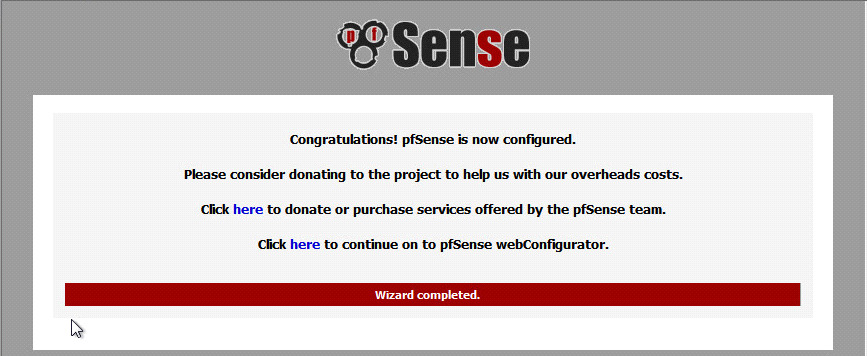 pf Sense
Congratulations! pfSense is now configured.
Please consider donating to the project to help us with our overheads costs.
Click here to donate or purchase services offered by the pfSense team.
Click here to continue on to pfSense webConfigurator.
Wizard completed.